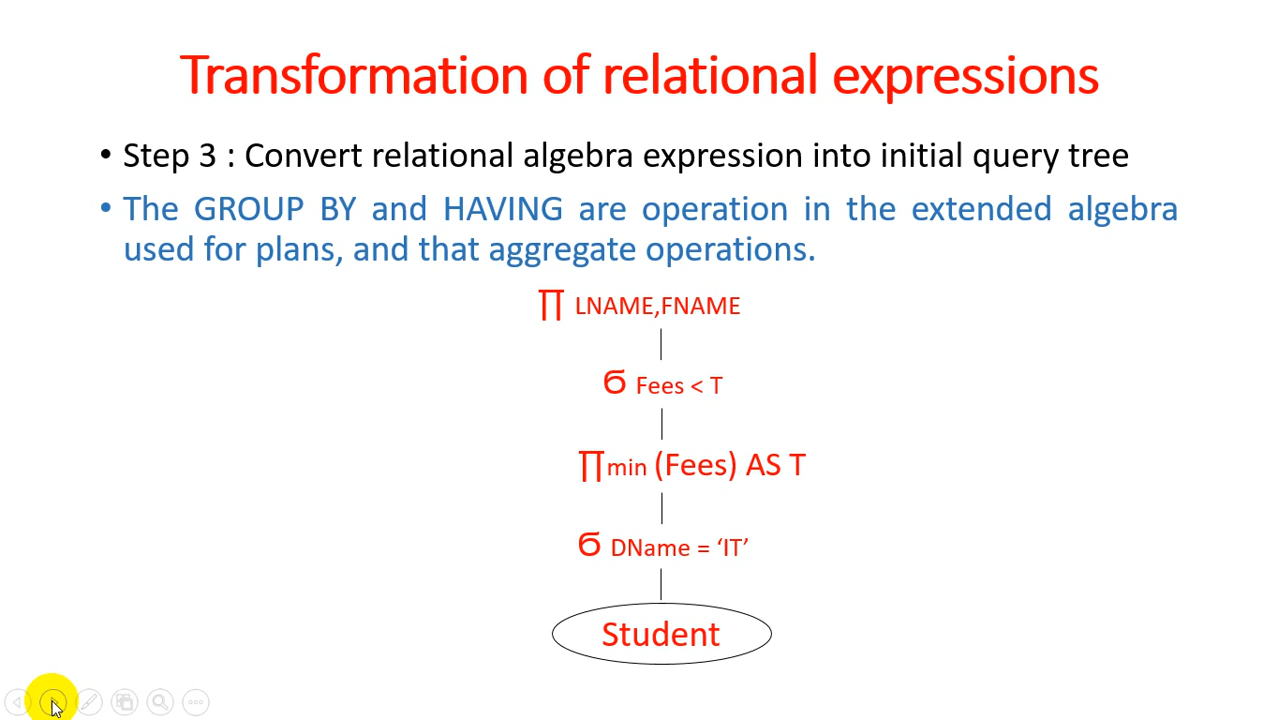 Transformation of relational expressions
• Step 3 : Convert relational algebra expression into initial query tree
• The GROUP BY and HAVING are operation in the extended algebra
used for plans, and that aggregate operations.
∏ LNAME,FNAME
Ϭ Fees < T
∏min (Fees) AS T
Ϭ DName = ‘IT’
Student